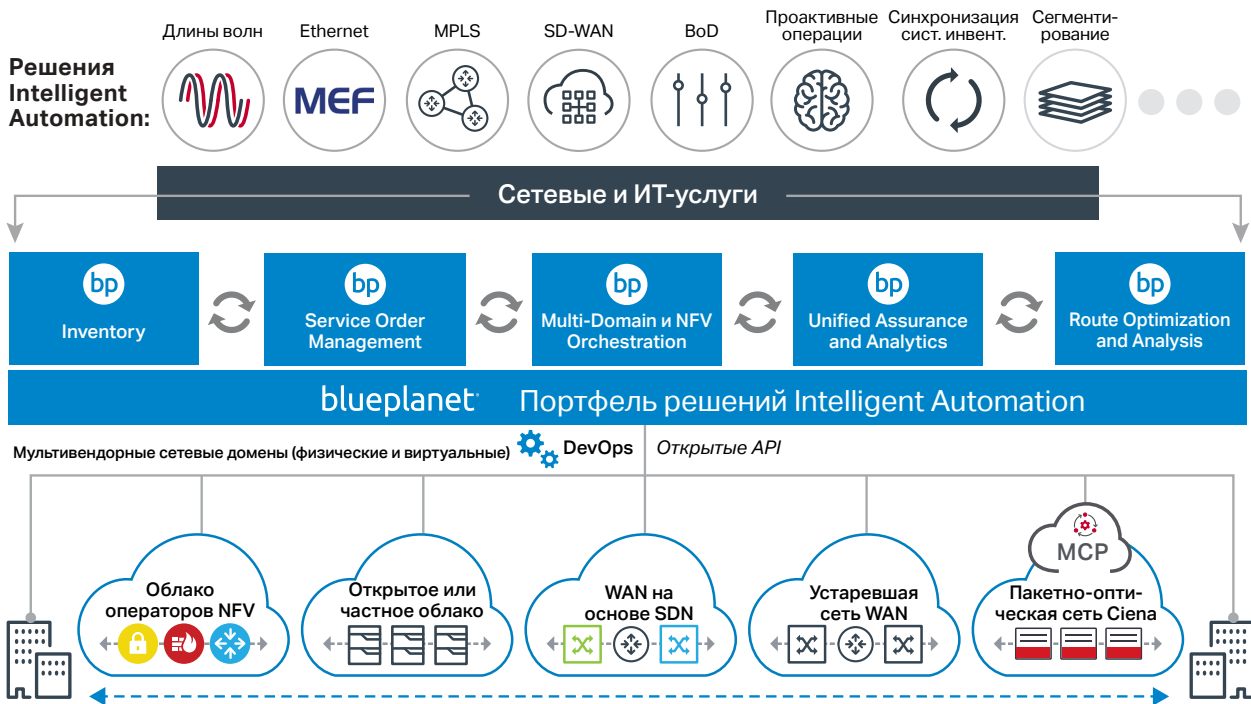 Решения
Intelligent
Automation:
Длины волн
Ethernet
MPLS
SD-WAN
BoD
Проактивные
операции
Синхронизация
сист. инвент.
Сегменти-
рование
MEF
Сетевые и ИТ-услуги
bp
Inventory
bp
Service Order
Management
bp
Multi-Domain и NFV
Orchestration
bp
Unified Assurance
and Analytics
bp
Route Optimization
and Analysis
blueplanet Портфель решений Intelligent Automation
Мультивендорные сетевые домены (физические и виртуальные)
DevOps
Открытые API
Облако
операторов NFV
Открытое или
частное облако
WAN на
основе SDN
Устаревшая
сеть WAN
MCP
Пакетно-опти-
ческая сеть Ciena